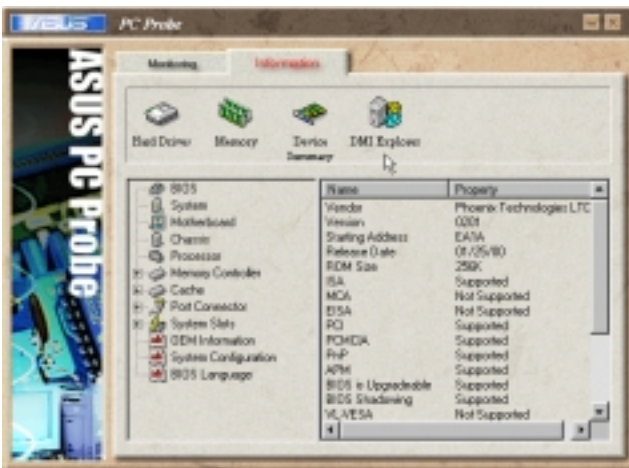 ASUS PC Probe
ASUS PC Probe
Monitoring Information
Hard Drives Memory Device Summary DMI Explorer
BIOS
System
Motherboard
Chassis
Processor
Memory Controller
Cache
Port Connector
System Slots
OEM Information
System Configuration
BIOS Language
Name Property
Vendor Phoenix Technologies LTC
Version 0201
Starting Address EA1A
Release Date 01/25/00
ROM Size 256K
ISA Supported
MCA Not Supported
EISA Not Supported
PCI Supported
PCMCIA Supported
PnP Supported
APM Supported
BIOS is Upgradeable Supported
BIOS Shadowing Supported
VL-VESA Not Supported